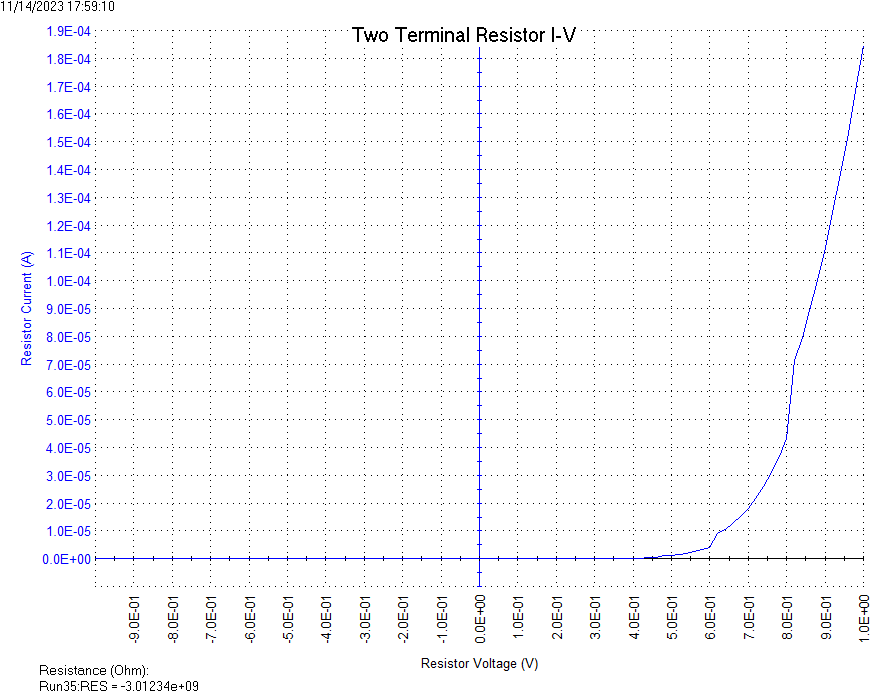 11/14/2023 17:59:10
Two Terminal Resistor I-V
1.9E-04
1.8E-04
1.7E-04
1.6E-04
1.5E-04
1.4E-04
1.3E-04
1.2E-04
1.1E-04
1.0E-04
9.0E-05
8.0E-05
7.0E-05
6.0E-05
5.0E-05
4.0E-05
3.0E-05
2.0E-05
1.0E-05
0.0E+00
Resistor Current (A)
-9.0E-01
-8.0E-01
-7.0E-01
-6.0E-01
-5.0E-01
-4.0E-01
-3.0E-01
-2.0E-01
-1.0E-01
0.0E+00
1.0E-01
2.0E-01
3.0E-01
4.0E-01
5.0E-01
6.0E-01
7.0E-01
8.0E-01
9.0E-01
1.0E+00
Resistor Voltage (V)
Resistance (Ohm):
Run35:RES = -3.01234e+09